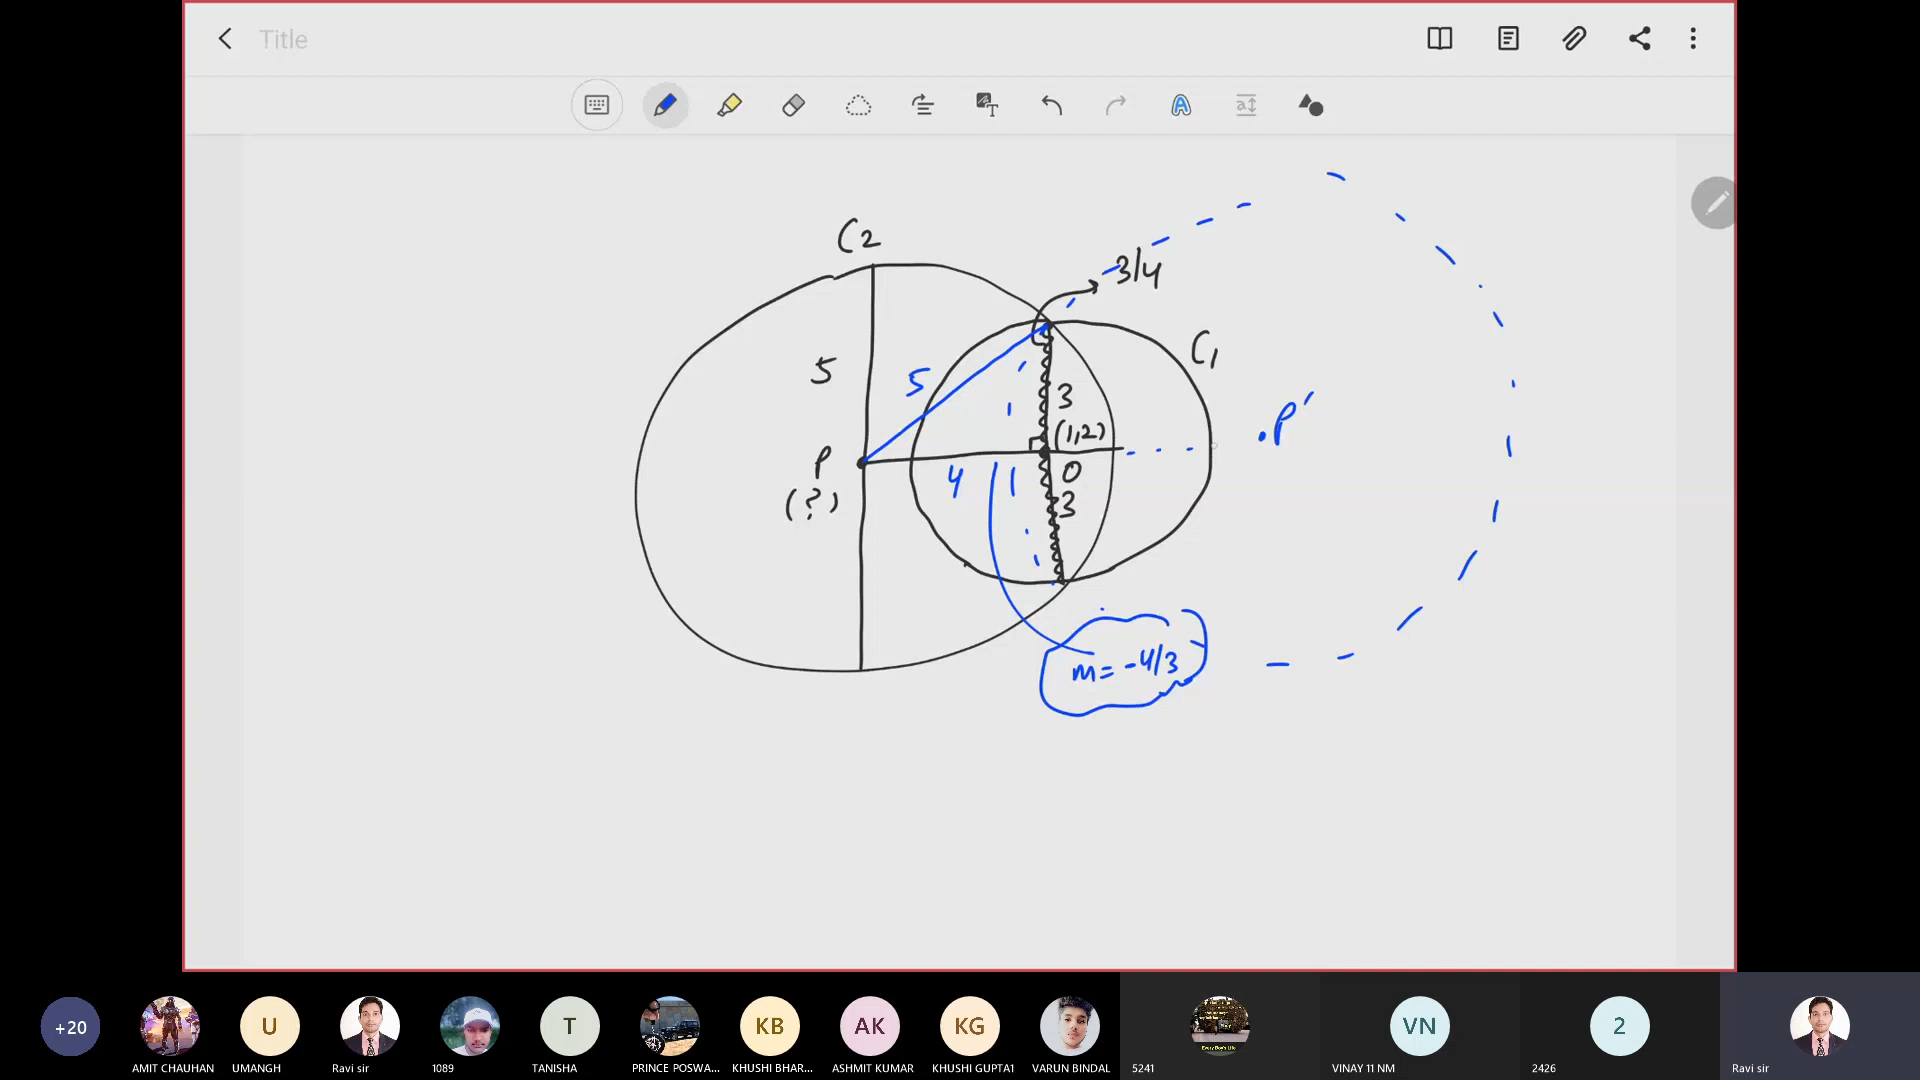 Title
C2
3/4
C1
5
5
3
P'
(1,2)
P
4
O
(?)
3
m = -4/3
+20
U
T
KB
AK
KG
VN
2
AMIT CHAUHAN
UMANGH
Ravi sir
1089
TANISHA
PRINCE POSWA...
KHUSHI BHAR...
ASHMIT KUMAR
KHUSHI GUPTA1
VARUN BINDAL
5241
VINAY 11 NM
2426
Ravi sir